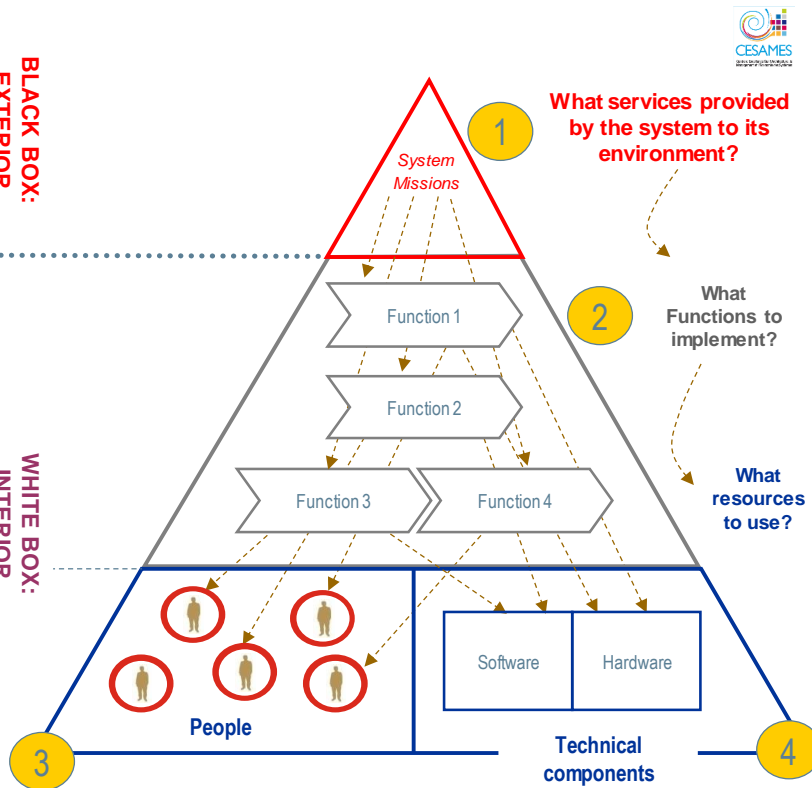 CESAMES
What services provided
by the system to its
environment?
1
System
Missions
BLACK BOX:
EXTERIOR
Function 1
2
What
Functions to
implement?
Function 2
Function 3
Function 4
What
resources
to use?
WHITE BOX:
INTERIOR
Software
Hardware
People
Technical
components
3
4